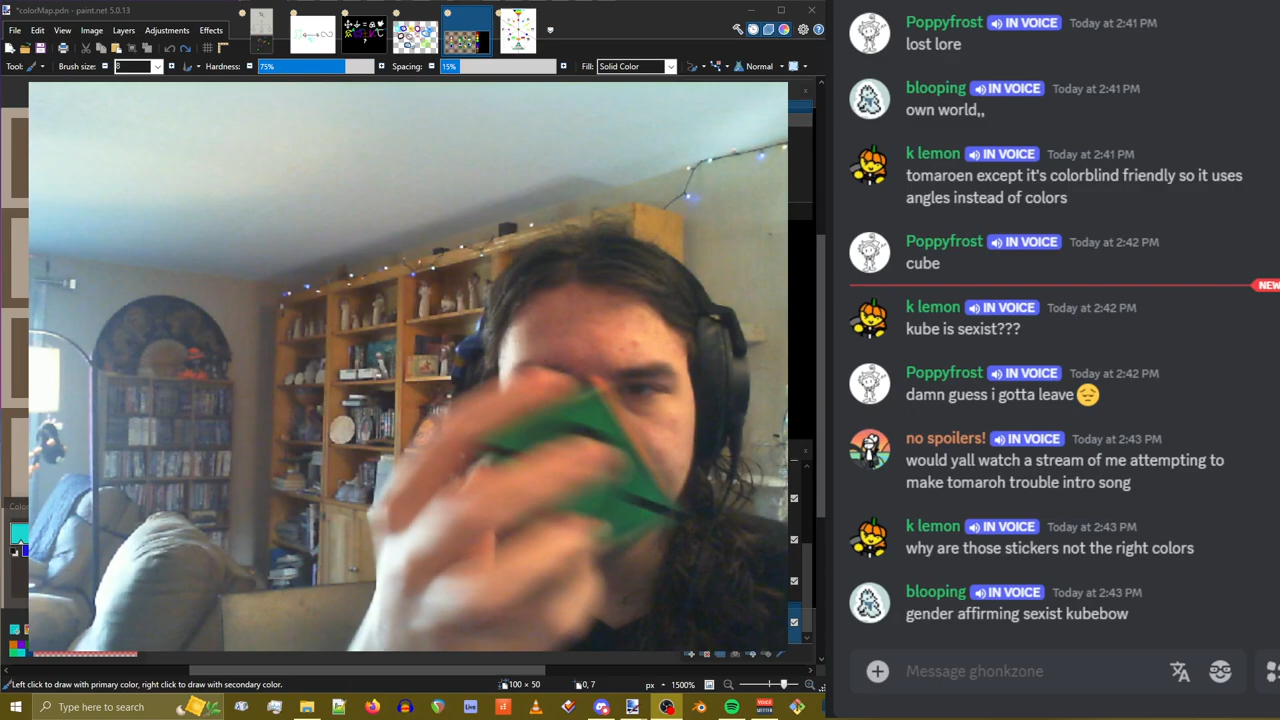 *colorMap.pdn - paint.net 5.0.13
File Edit View Image Layers Adjustments Effects
Tool: Brush size: 8 Hardness: 75% Spacing: 15% Fill: Solid Color Normal
Left click to draw with primary color, right click to draw with secondary color. 100 × 50 0, 7 px 1500%
Type here to search
Poppyfrost IN VOICE Today at 2:41 PM
lost lore
blooping IN VOICE Today at 2:41 PM
own world,,
k lemon IN VOICE Today at 2:41 PM
tomaroen except it's colorblind friendly so it uses
angles instead of colors
Poppyfrost IN VOICE Today at 2:42 PM
cube
NEW
k lemon IN VOICE Today at 2:42 PM
kube is sexist???
Poppyfrost IN VOICE Today at 2:42 PM
damn guess i gotta leave
no spoilers! IN VOICE Today at 2:43 PM
would yall watch a stream of me attempting to
make tomaroh trouble intro song
k lemon IN VOICE Today at 2:43 PM
why are those stickers not the right colors
blooping IN VOICE Today at 2:43 PM
gender affirming sexist kubebow
Message ghonkzone